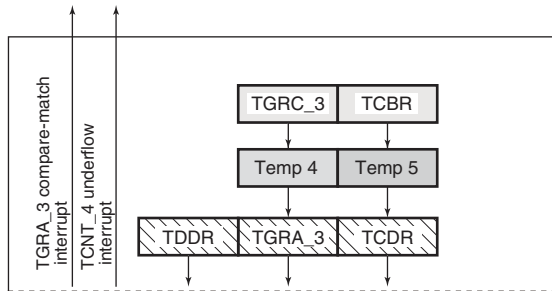 TGRA_3 compare-match
interrupt
TCNT_4 underflow
interrupt
TGRC_3 TCBR
Temp 4 Temp 5
TDDR TGRA_3 TCDR